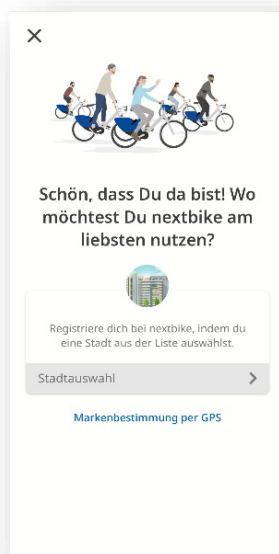 Schön, dass Du da bist! Wo
möchtest Du nextbike am
liebsten nutzen?
Registriere dich bei nextbike, indem du
eine Stadt aus der Liste auswählst.
Stadtauswahl
Markenbestimmung per GPS